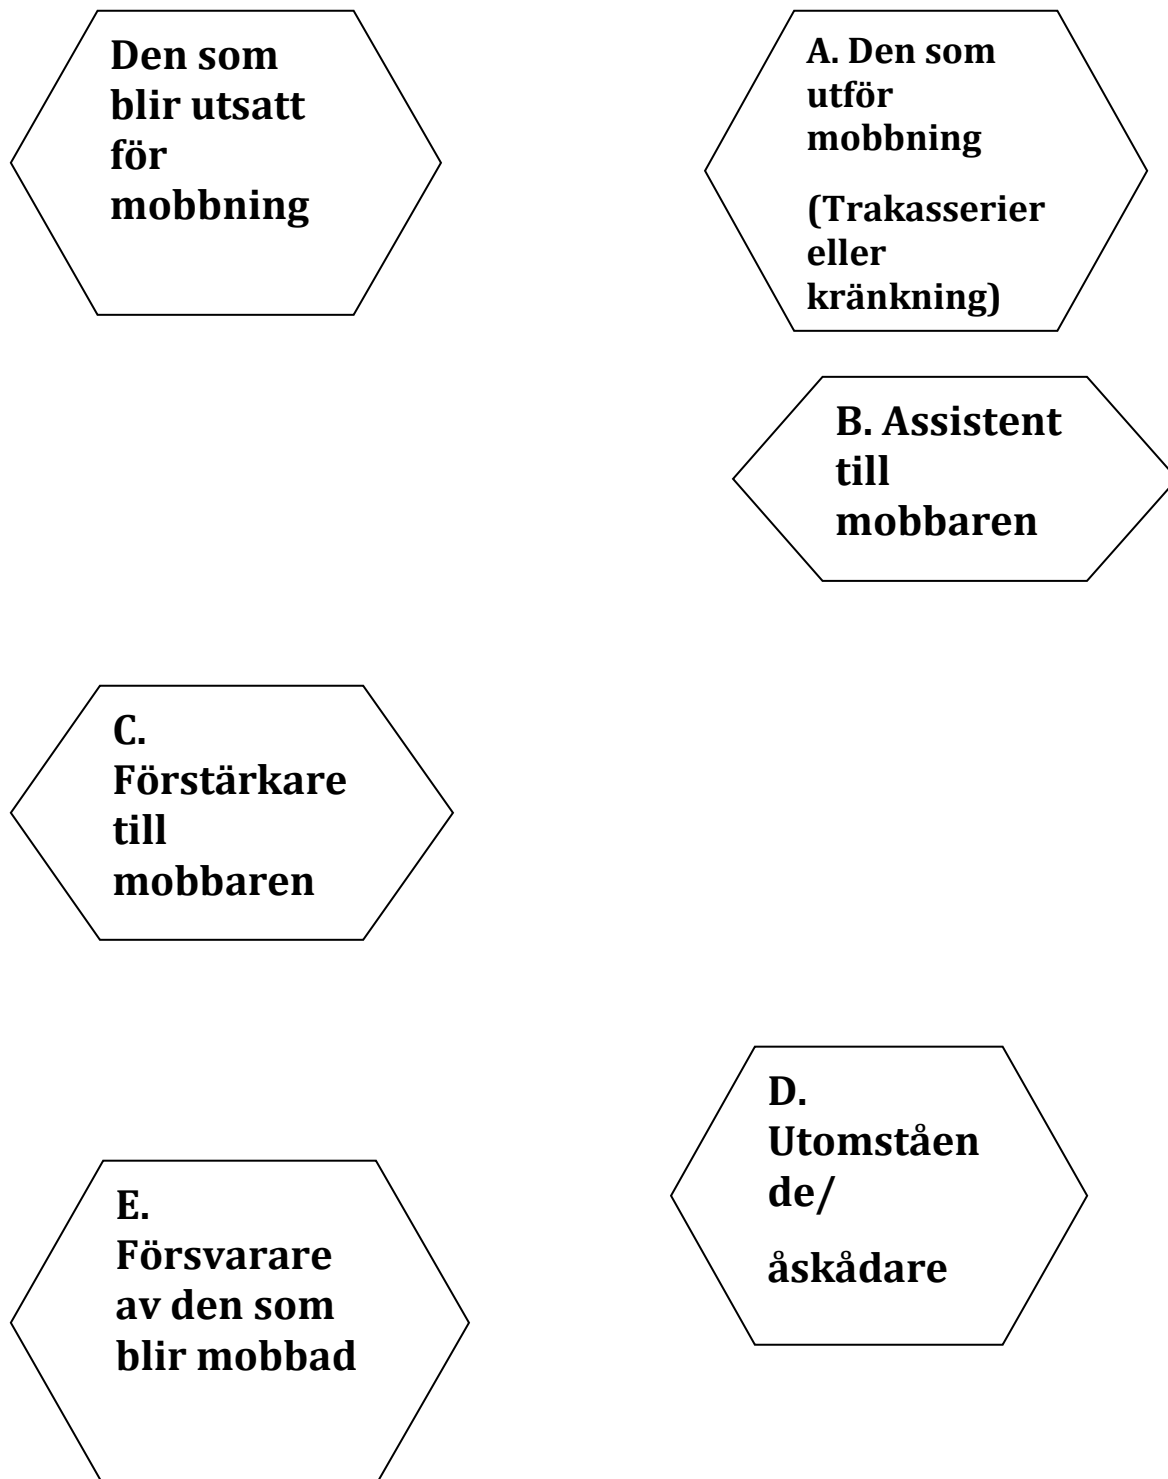 Den som
blir utsatt
för
mobbning
A. Den som
utför
mobbning
(Trakasserier
eller
kränkning)
B. Assistent
till
mobbaren
C.
Förstärkare
till
mobbaren
D.
Utomståen
de/
åskådare
E.
Försvarare
av den som
blir mobbad